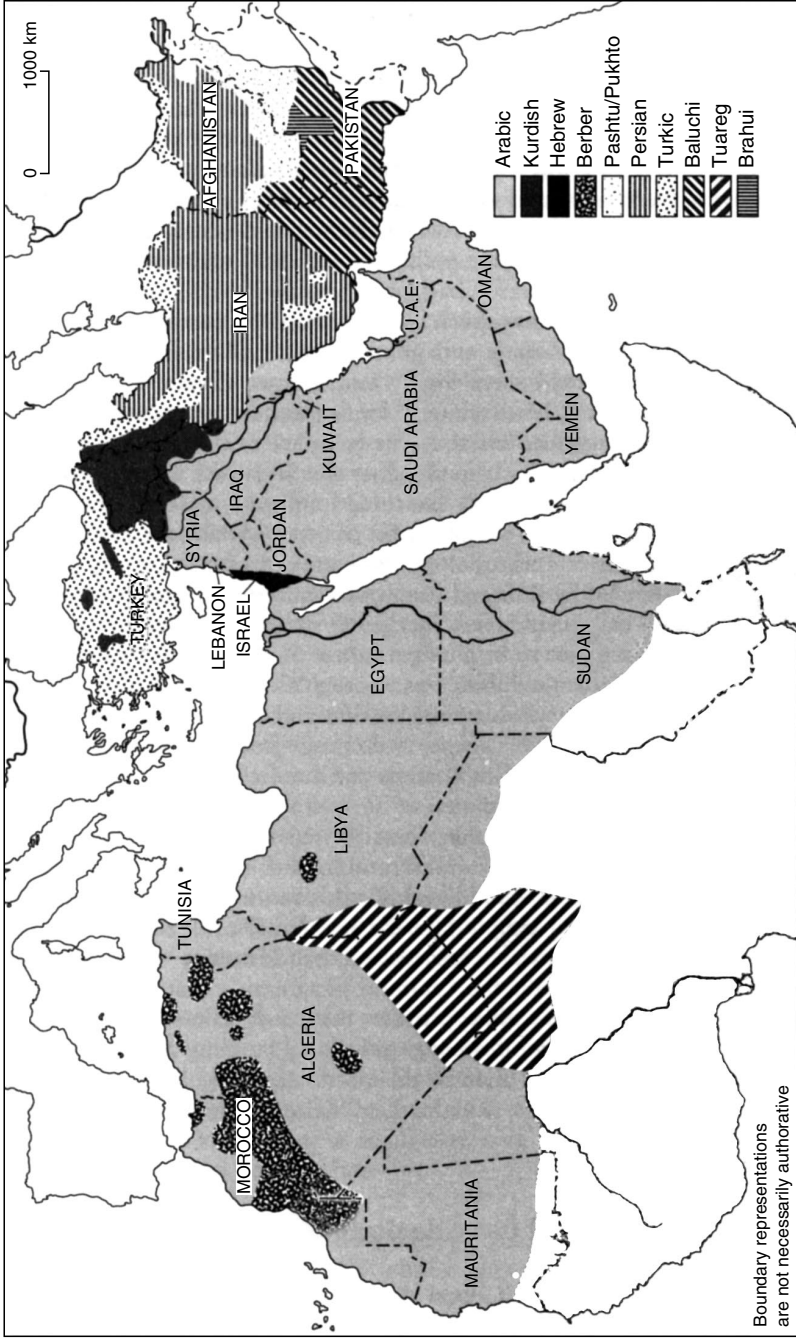 0 1000 km
AFGHANISTAN
PAKISTAN
IRAN
TURKEY
SYRIA
IRAQ
KUWAIT
LEBANON
ISRAEL
JORDAN
SAUDI ARABIA
U.A.E.
OMAN
YEMEN
EGYPT
SUDAN
LIBYA
TUNISIA
ALGERIA
MOROCCO
MAURITANIA
Arabic
Kurdish
Hebrew
Berber
Pashtu/Pukhto
Persian
Turkic
Baluchi
Tuareg
Brahui
Boundary representations
are not necessarily authorative